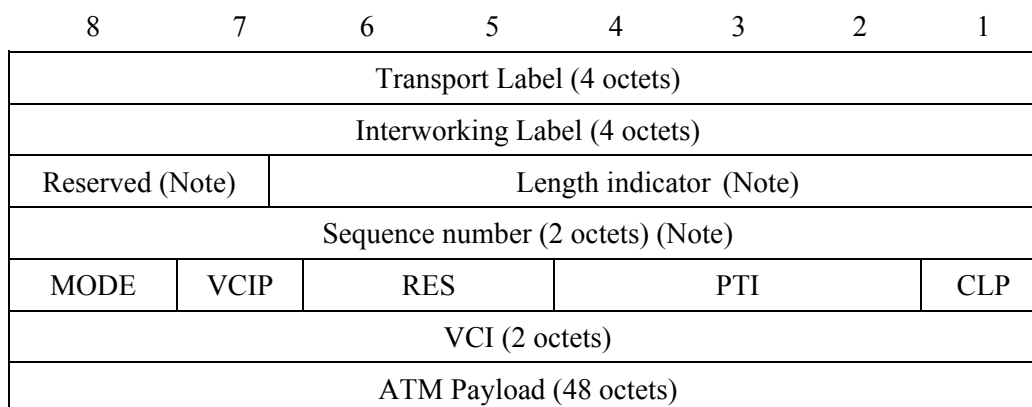 8 7 6 5 4 3 2 1
Transport Label (4 octets)
Interworking Label (4 octets)
Reserved (Note) Length indicator (Note)
Sequence number (2 octets) (Note)
MODE VCIP RES PTI CLP
VCI (2 octets)
ATM Payload (48 octets)